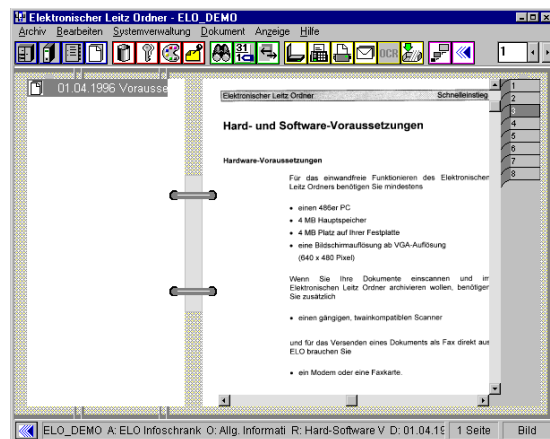 Elektronischer Leitz Ordner - ELO_DEMO
Archiv Bearbeiten Systemverwaltung Dokument Anzeige Hilfe
31
OCR
1
01.04.1996 Vorausse
Elektronischer Leitz Ordner Schnelleinstieg
Hard- und Software-Voraussetzungen
Hardware-Voraussetzungen
Für das einwandfreie Funktionieren des Elektronischen
Leitz Ordners benötigen Sie mindestens
• einen 486er PC
• 4 MB Hauptspeicher
• 4 MB Platz auf Ihrer Festplatte
• eine Bildschirmauflösung ab VGA-Auflösung
(640 x 480 Pixel)
Wenn Sie Ihre Dokumente einscannen und im
Elektronischen Leitz Ordner archivieren wollen, benötigen
Sie zusätzlich
• einen gängigen, twainkompatiblen Scanner
und für das Versenden eines Dokuments als Fax direkt aus
ELO brauchen Sie
• ein Modem oder eine Faxkarte.
1
2
3
4
5
6
7
8
ELO_DEMO A: ELO Infoschrank O: Allg. Informati R: Hard-Software V D: 01.04.19 1 Seite Bild